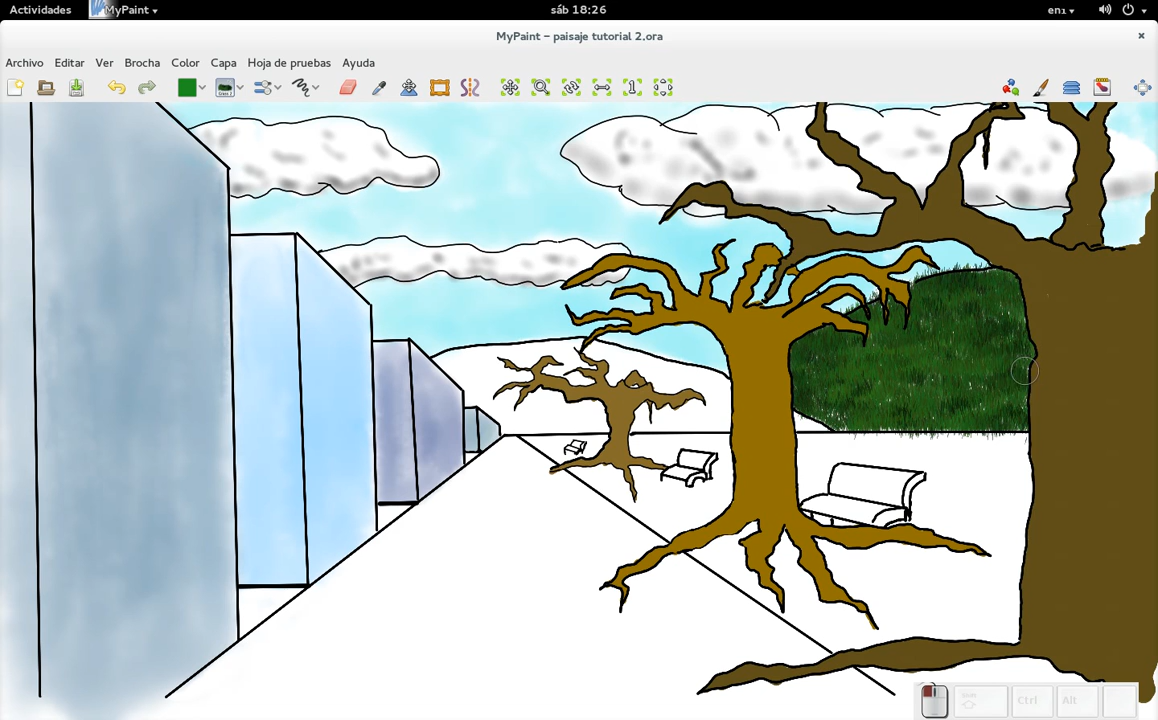 Actividades MyPaint sáb 18:26 en₁
MyPaint – paisaje tutorial 2.ora ×
Archivo Editar Ver Brocha Color Capa Hoja de pruebas Ayuda
1
Ctrl Alt